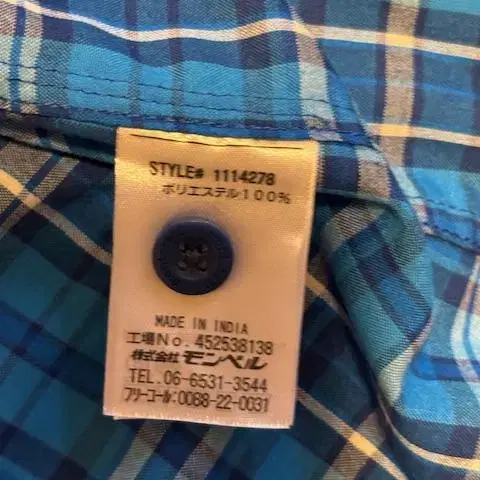 STYLE# 1114278
ポリエステル100%
MADE IN INDIA
工場No. 452538138
株式会社 モンベル
TEL. 06-6531-3544
フリーコール:0088-22-0031